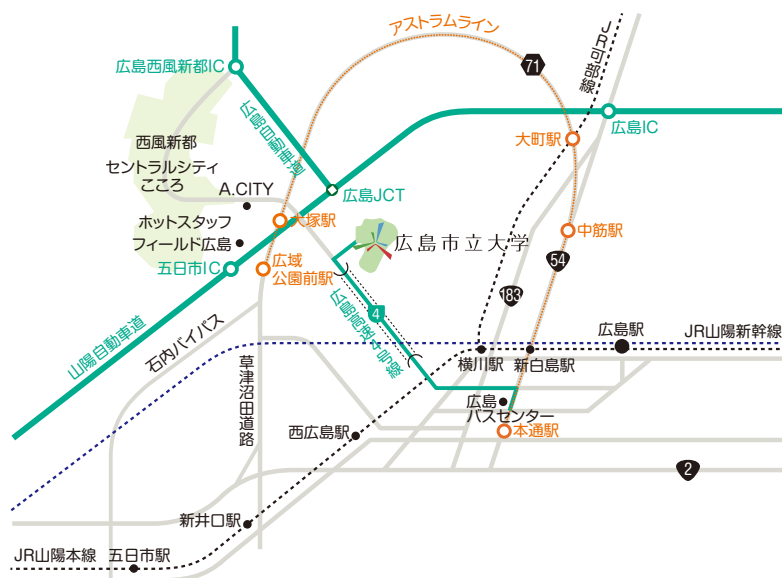 アストラムライン
JR可部線
広島西風新都IC
71
広島自動車道
広島IC
西風新都
セントラルシティ
こころ
大町駅
A.CITY
広島JCT
ホットスタッフ
フィールド広島
大塚駅
広島市立大学
中筋駅
五日市IC
広域
公園前駅
54
183
広島高速4号線
4
山陽自動車道
石内バイパス
広島駅
JR山陽新幹線
横川駅
新白島駅
草津沼田道路
広島
バスセンター
西広島駅
本通駅
2
新井口駅
JR山陽本線
五日市駅